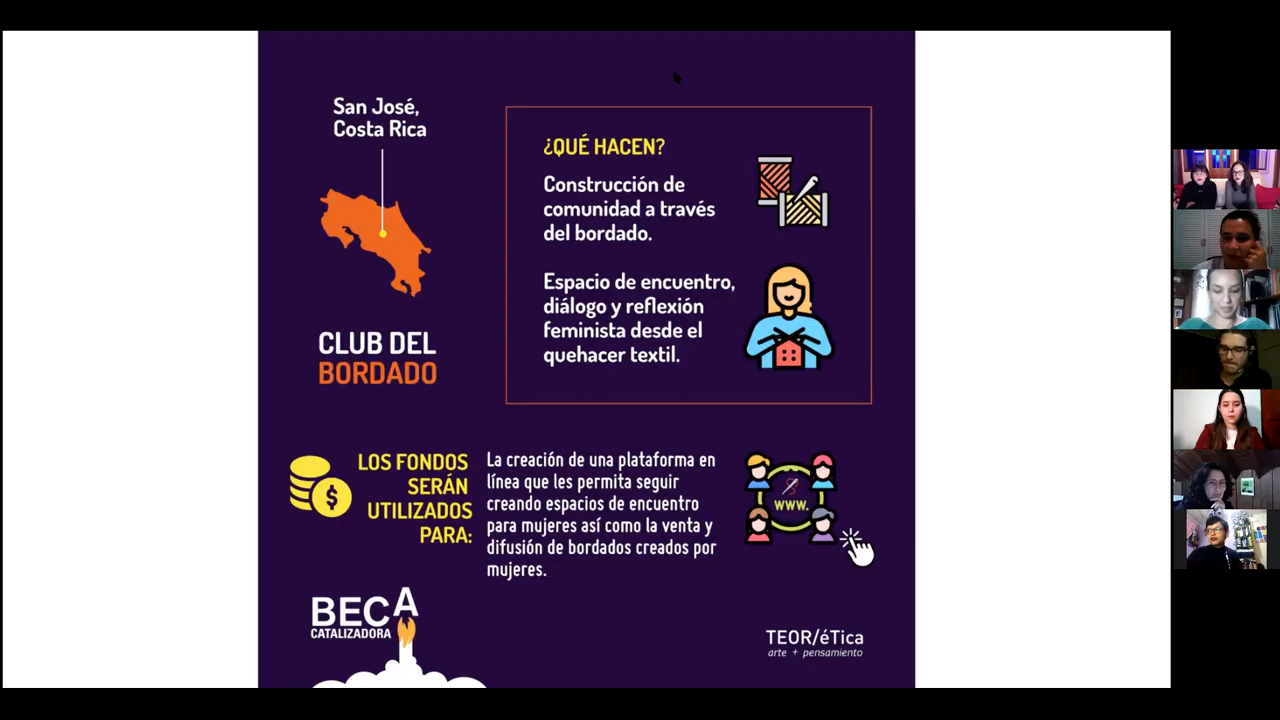 San José,
Costa Rica
CLUB DEL
BORDADO
¿QUÉ HACEN?
Construcción de
comunidad a través
del bordado.
Espacio de encuentro,
diálogo y reflexión
feminista desde el
quehacer textil.
LOS FONDOS
SERÁN
UTILIZADOS
PARA:
$
La creación de una plataforma en
línea que les permita seguir
creando espacios de encuentro
para mujeres así como la venta y
difusión de bordados creados por
mujeres.
WWW.
BECA
CATALIZADORA
TEOR/éTica
arte + pensamiento